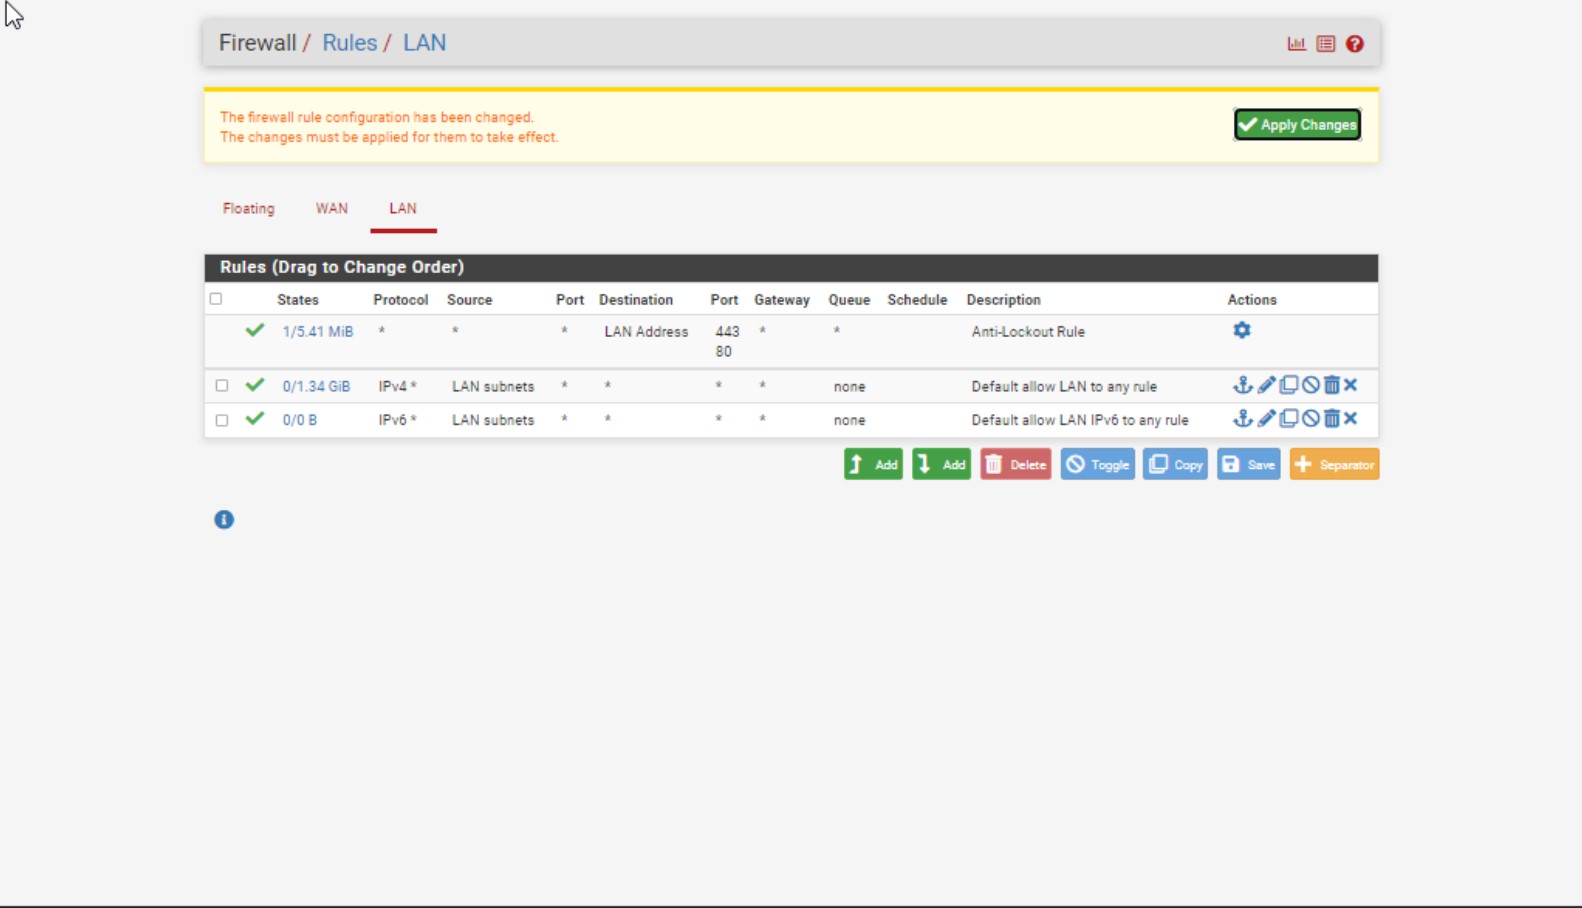 Firewall / Rules / LAN
The firewall rule configuration has been changed.
The changes must be applied for them to take effect.
Apply Changes
Floating WAN LAN
Rules (Drag to Change Order)
States Protocol Source Port Destination Port Gateway Queue Schedule Description Actions
1/5.41 MiB * * * LAN Address 443 * * Anti-Lockout Rule
80
0/1.34 GiB IPv4 * LAN subnets * * * * none Default allow LAN to any rule
0/0 B IPv6 * LAN subnets * * * * none Default allow LAN IPv6 to any rule
Add Add Delete Toggle Copy Save Separator